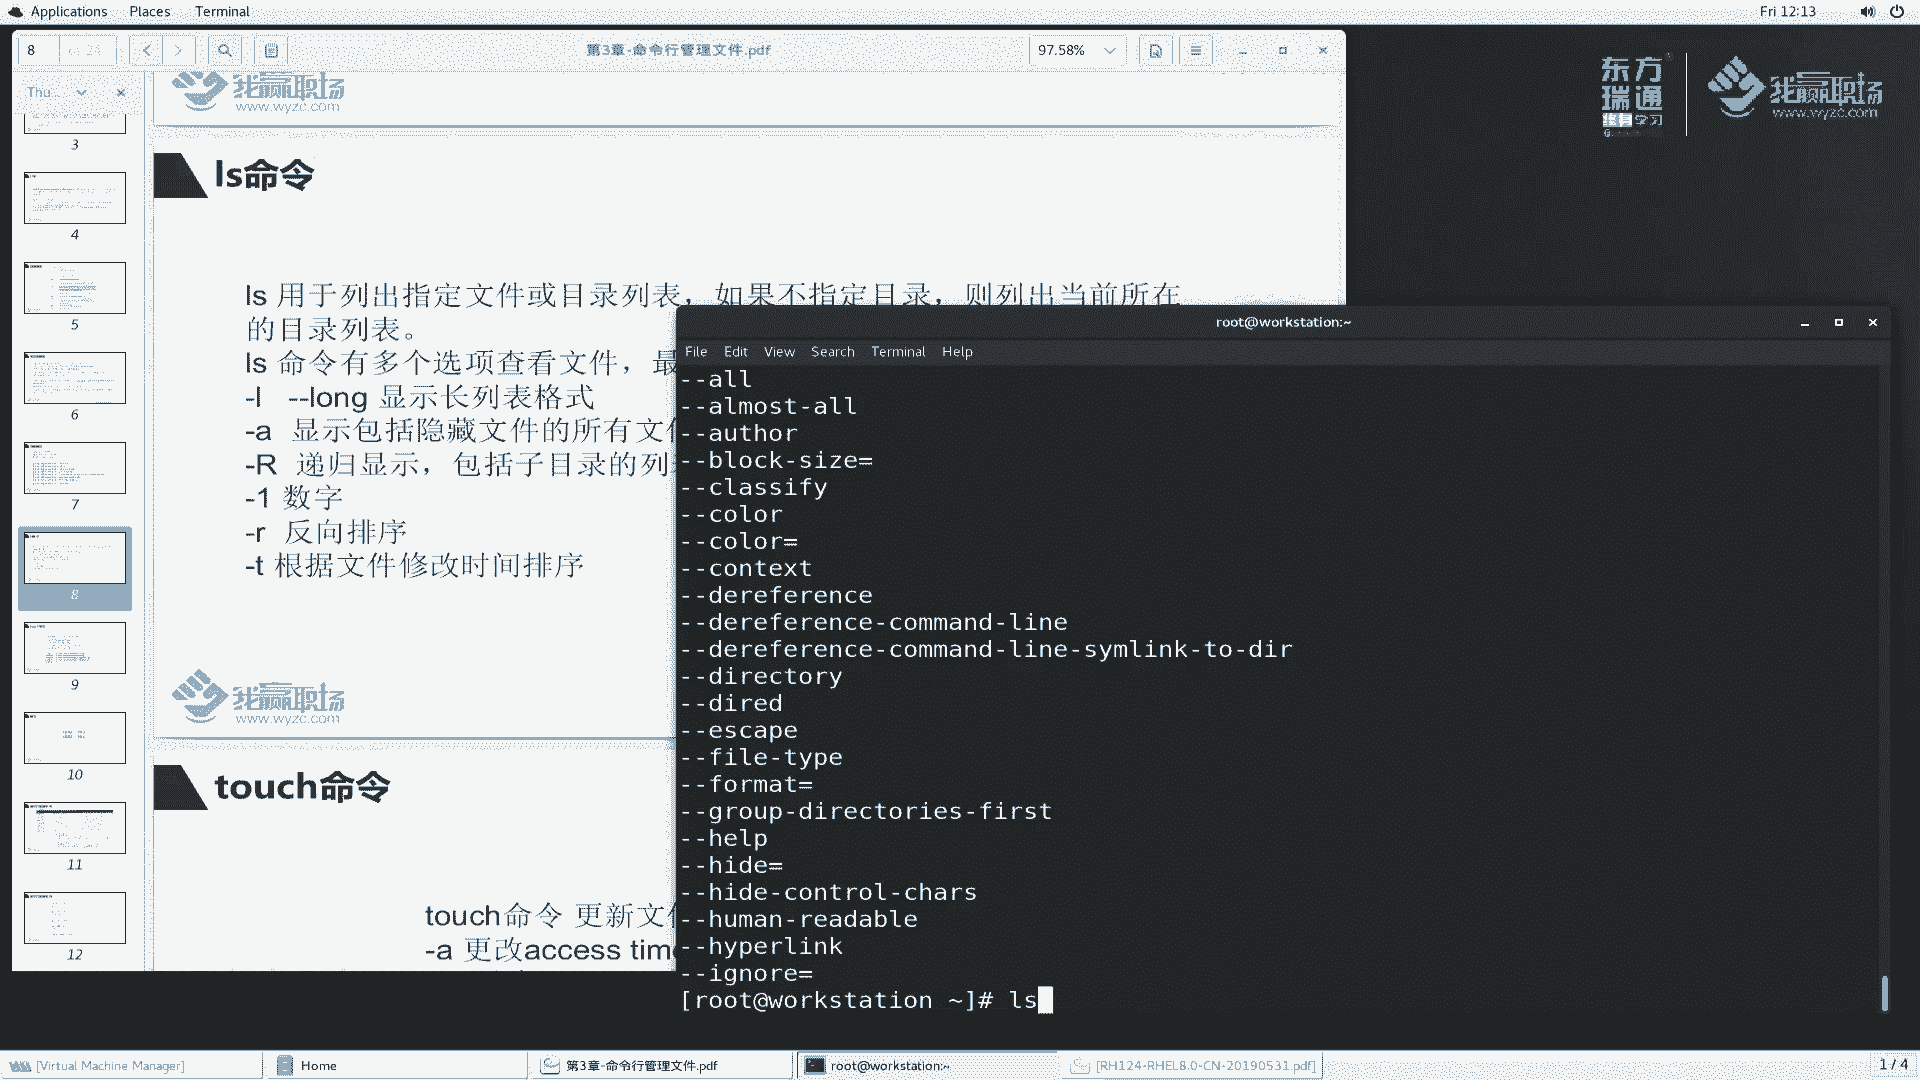 Applications Places Terminal
Fri 12:13
8
第3章-命令行管理文件.pdf
97.58%
Thu...
3
4
5
6
7
8
9
10
11
12
我赢职场
www.wyzc.com
ls命令
ls 用于列出指定文件或目录列表，如果不指定目录，则列出当前所在
的目录列表。
ls 命令有多个选项查看文件，最
-l --long 显示长列表格式
-a 显示包括隐藏文件的所有文件
-R 递归显示，包括子目录的列
-1 数字
-r 反向排序
-t 根据文件修改时间排序
我赢职场
www.wyzc.com
touch命令
touch命令 更新文件
-a 更改access time
东方
瑞通
终身学习
我赢职场
www.wyzc.com
root@workstation:~
File Edit View Search Terminal Help
--all
--almost-all
--author
--block-size=
--classify
--color
--color=
--context
--dereference
--dereference-command-line
--dereference-command-line-symlink-to-dir
--directory
--dired
--escape
--file-type
--format=
--group-directories-first
--help
--hide=
--hide-control-chars
--human-readable
--hyperlink
--ignore=
[root@workstation ~]# ls
[Virtual Machine Manager]
Home
第3章-命令行管理文件.pdf
root@workstation:~
[RH124-RHEL8.0-CN-20190531.pdf]
1 / 4